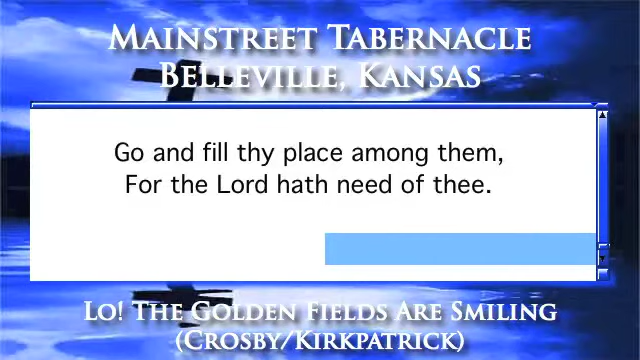 Mainstreet Tabernacle
Belleville, Kansas
Go and fill thy place among them,
For the Lord hath need of thee.
Lo! The Golden Fields Are Smiling
(Crosby/Kirkpatrick)